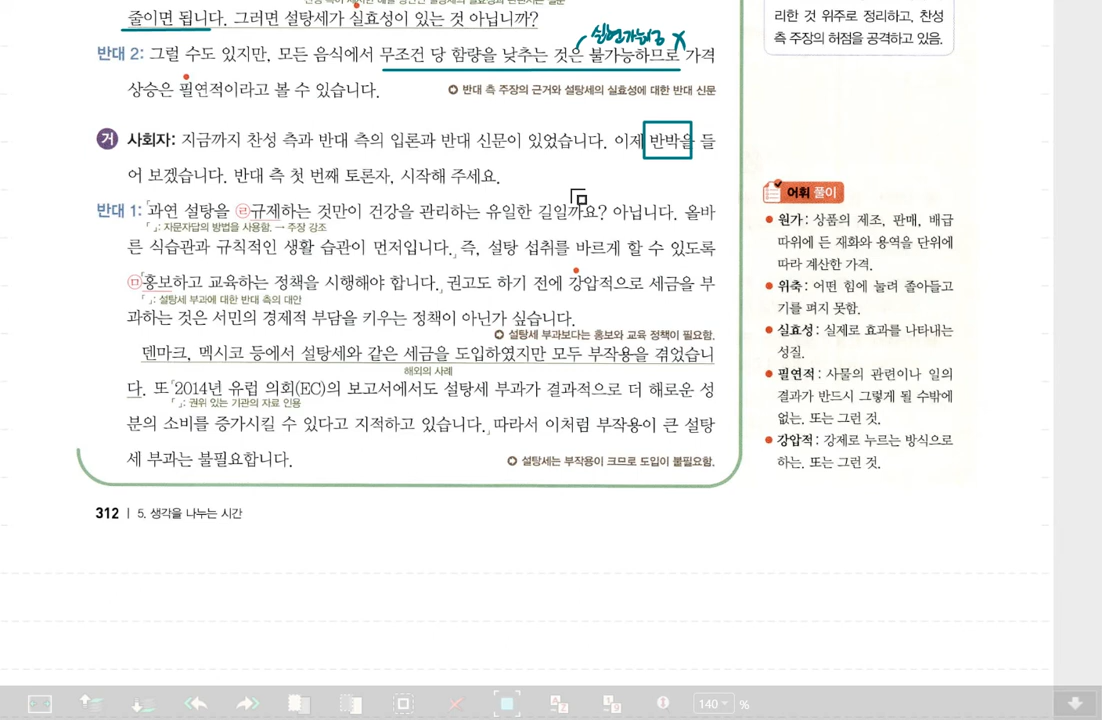 줄이면 됩니다. 그러면 설탕세가 실효성이 있는 것 아닙니까?
실현가능성 X
반대 2: 그럴 수도 있지만, 모든 음식에서 무조건 당 함량을 낮추는 것은 불가능하므로 가격
상승은 필연적이라고 볼 수 있습니다.
✪ 반대 측 주장의 근거와 설탕세의 실효성에 대한 반대 신문
거 사회자: 지금까지 찬성 측과 반대 측의 입론과 반대 신문이 있었습니다. 이제 반박을 들
어 보겠습니다. 반대 측 첫 번째 토론자, 시작해 주세요.
반대 1: 「과연 설탕을 ㉣규제하는 것만이 건강을 관리하는 유일한 길일까요? 아닙니다. 올바
「 」: 자문자답의 방법을 사용함. → 주장 강조
른 식습관과 규칙적인 생활 습관이 먼저입니다.」 즉, 설탕 섭취를 바르게 할 수 있도록
㉤「홍보하고 교육하는 정책을 시행해야 합니다.」 권고도 하기 전에 강압적으로 세금을 부
「 」: 설탕세 부과에 대한 반대 측의 대안
과하는 것은 서민의 경제적 부담을 키우는 정책이 아닌가 싶습니다.
✪ 설탕세 부과보다는 홍보와 교육 정책이 필요함.
덴마크, 멕시코 등에서 설탕세와 같은 세금을 도입하였지만 모두 부작용을 겪었습니
해외의 사례
다. 또 「2014년 유럽 의회(EC)의 보고서에서도 설탕세 부과가 결과적으로 더 해로운 성
「 」: 권위 있는 기관의 자료 인용
분의 소비를 증가시킬 수 있다고 지적하고 있습니다.」 따라서 이처럼 부작용이 큰 설탕
세 부과는 불필요합니다.
✪ 설탕세는 부작용이 크므로 도입이 불필요함.
312 | 5. 생각을 나누는 시간
리한 것 위주로 정리하고, 찬성
측 주장의 허점을 공격하고 있음.
어휘 풀이
● 원가: 상품의 제조, 판매, 배급
따위에 든 재화와 용역을 단위에
따라 계산한 가격.
● 위축: 어떤 힘에 눌려 졸아들고
기를 펴지 못함.
● 실효성: 실제로 효과를 나타내는
성질.
● 필연적: 사물의 관련이나 일의
결과가 반드시 그렇게 될 수밖에
없는. 또는 그런 것.
● 강압적: 강제로 누르는 방식으로
하는. 또는 그런 것.
140 %